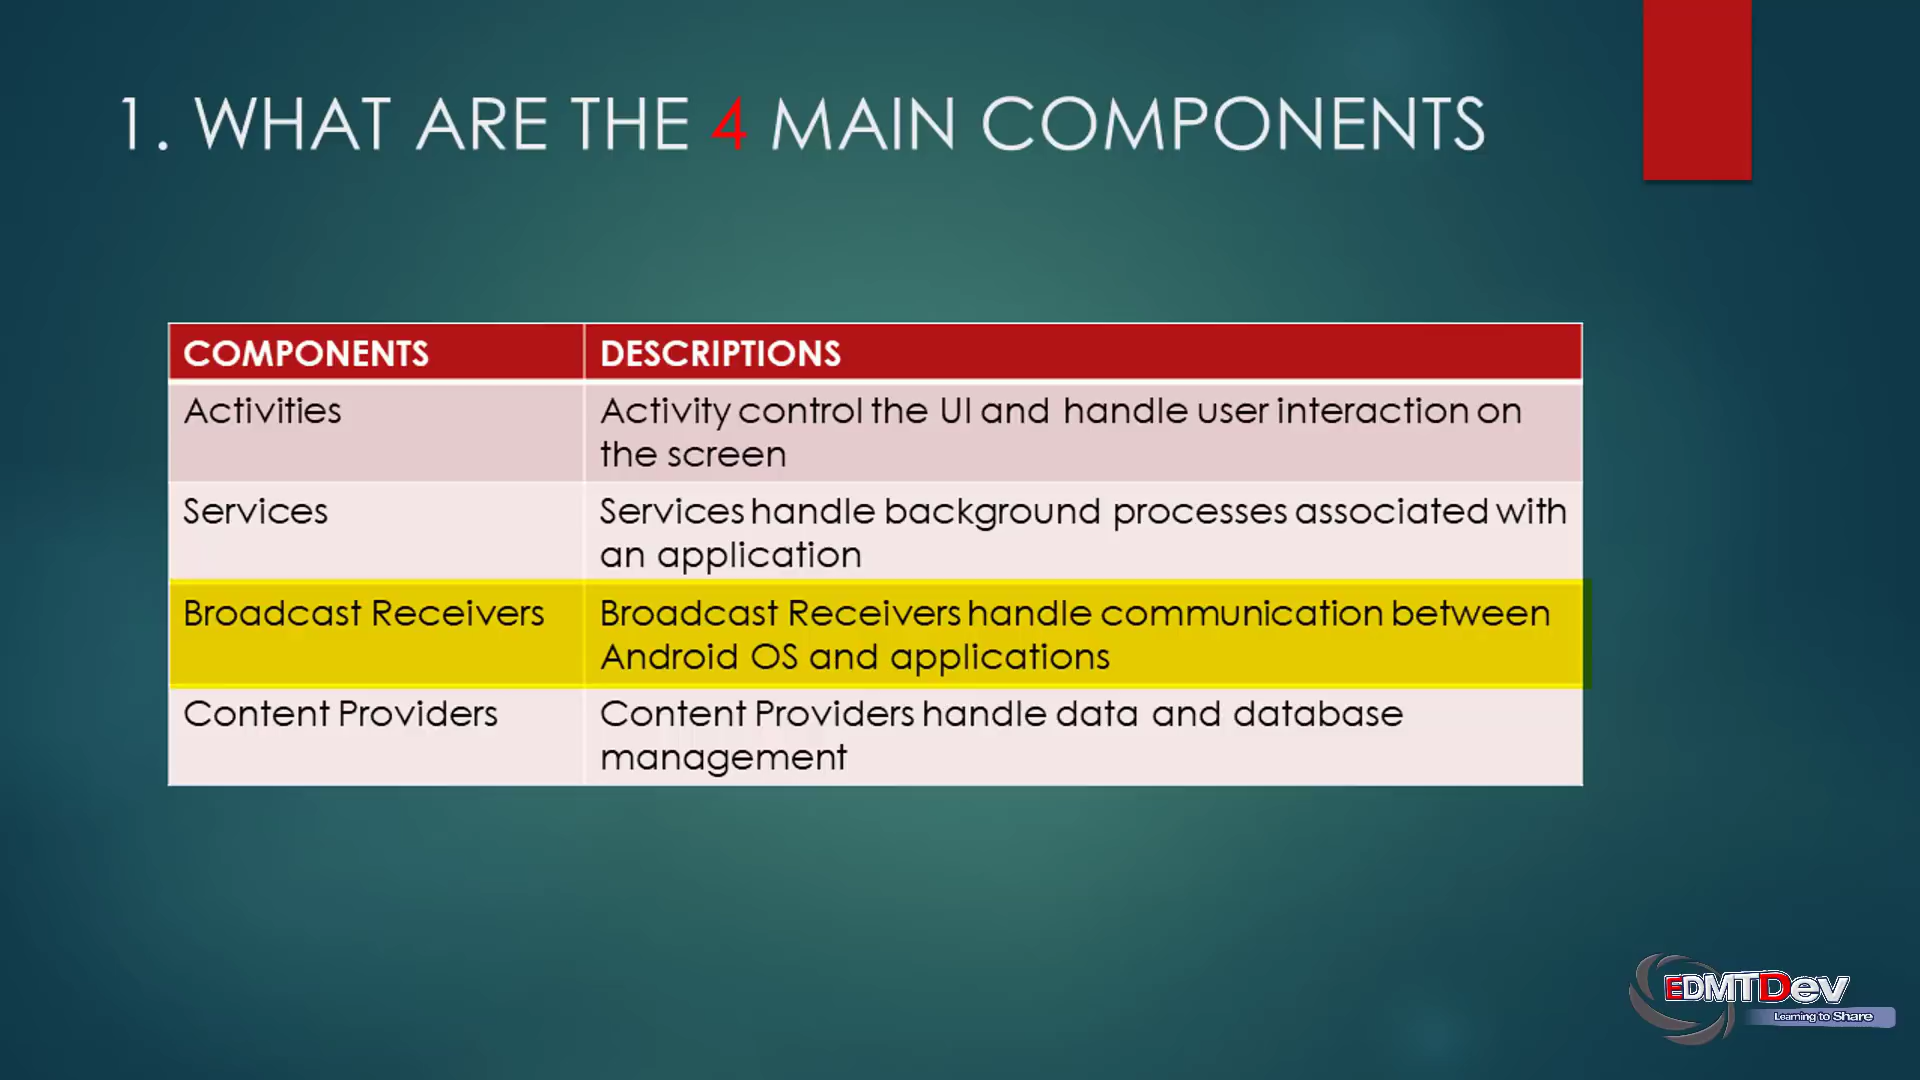 1. WHAT ARE THE 4 MAIN COMPONENTS
COMPONENTS DESCRIPTIONS
Activities Activity control the UI and handle user interaction on
the screen
Services Services handle background processes associated with
an application
Broadcast Receivers Broadcast Receivers handle communication between
Android OS and applications
Content Providers Content Providers handle data and database
management
EDMTDev
Learning to Share